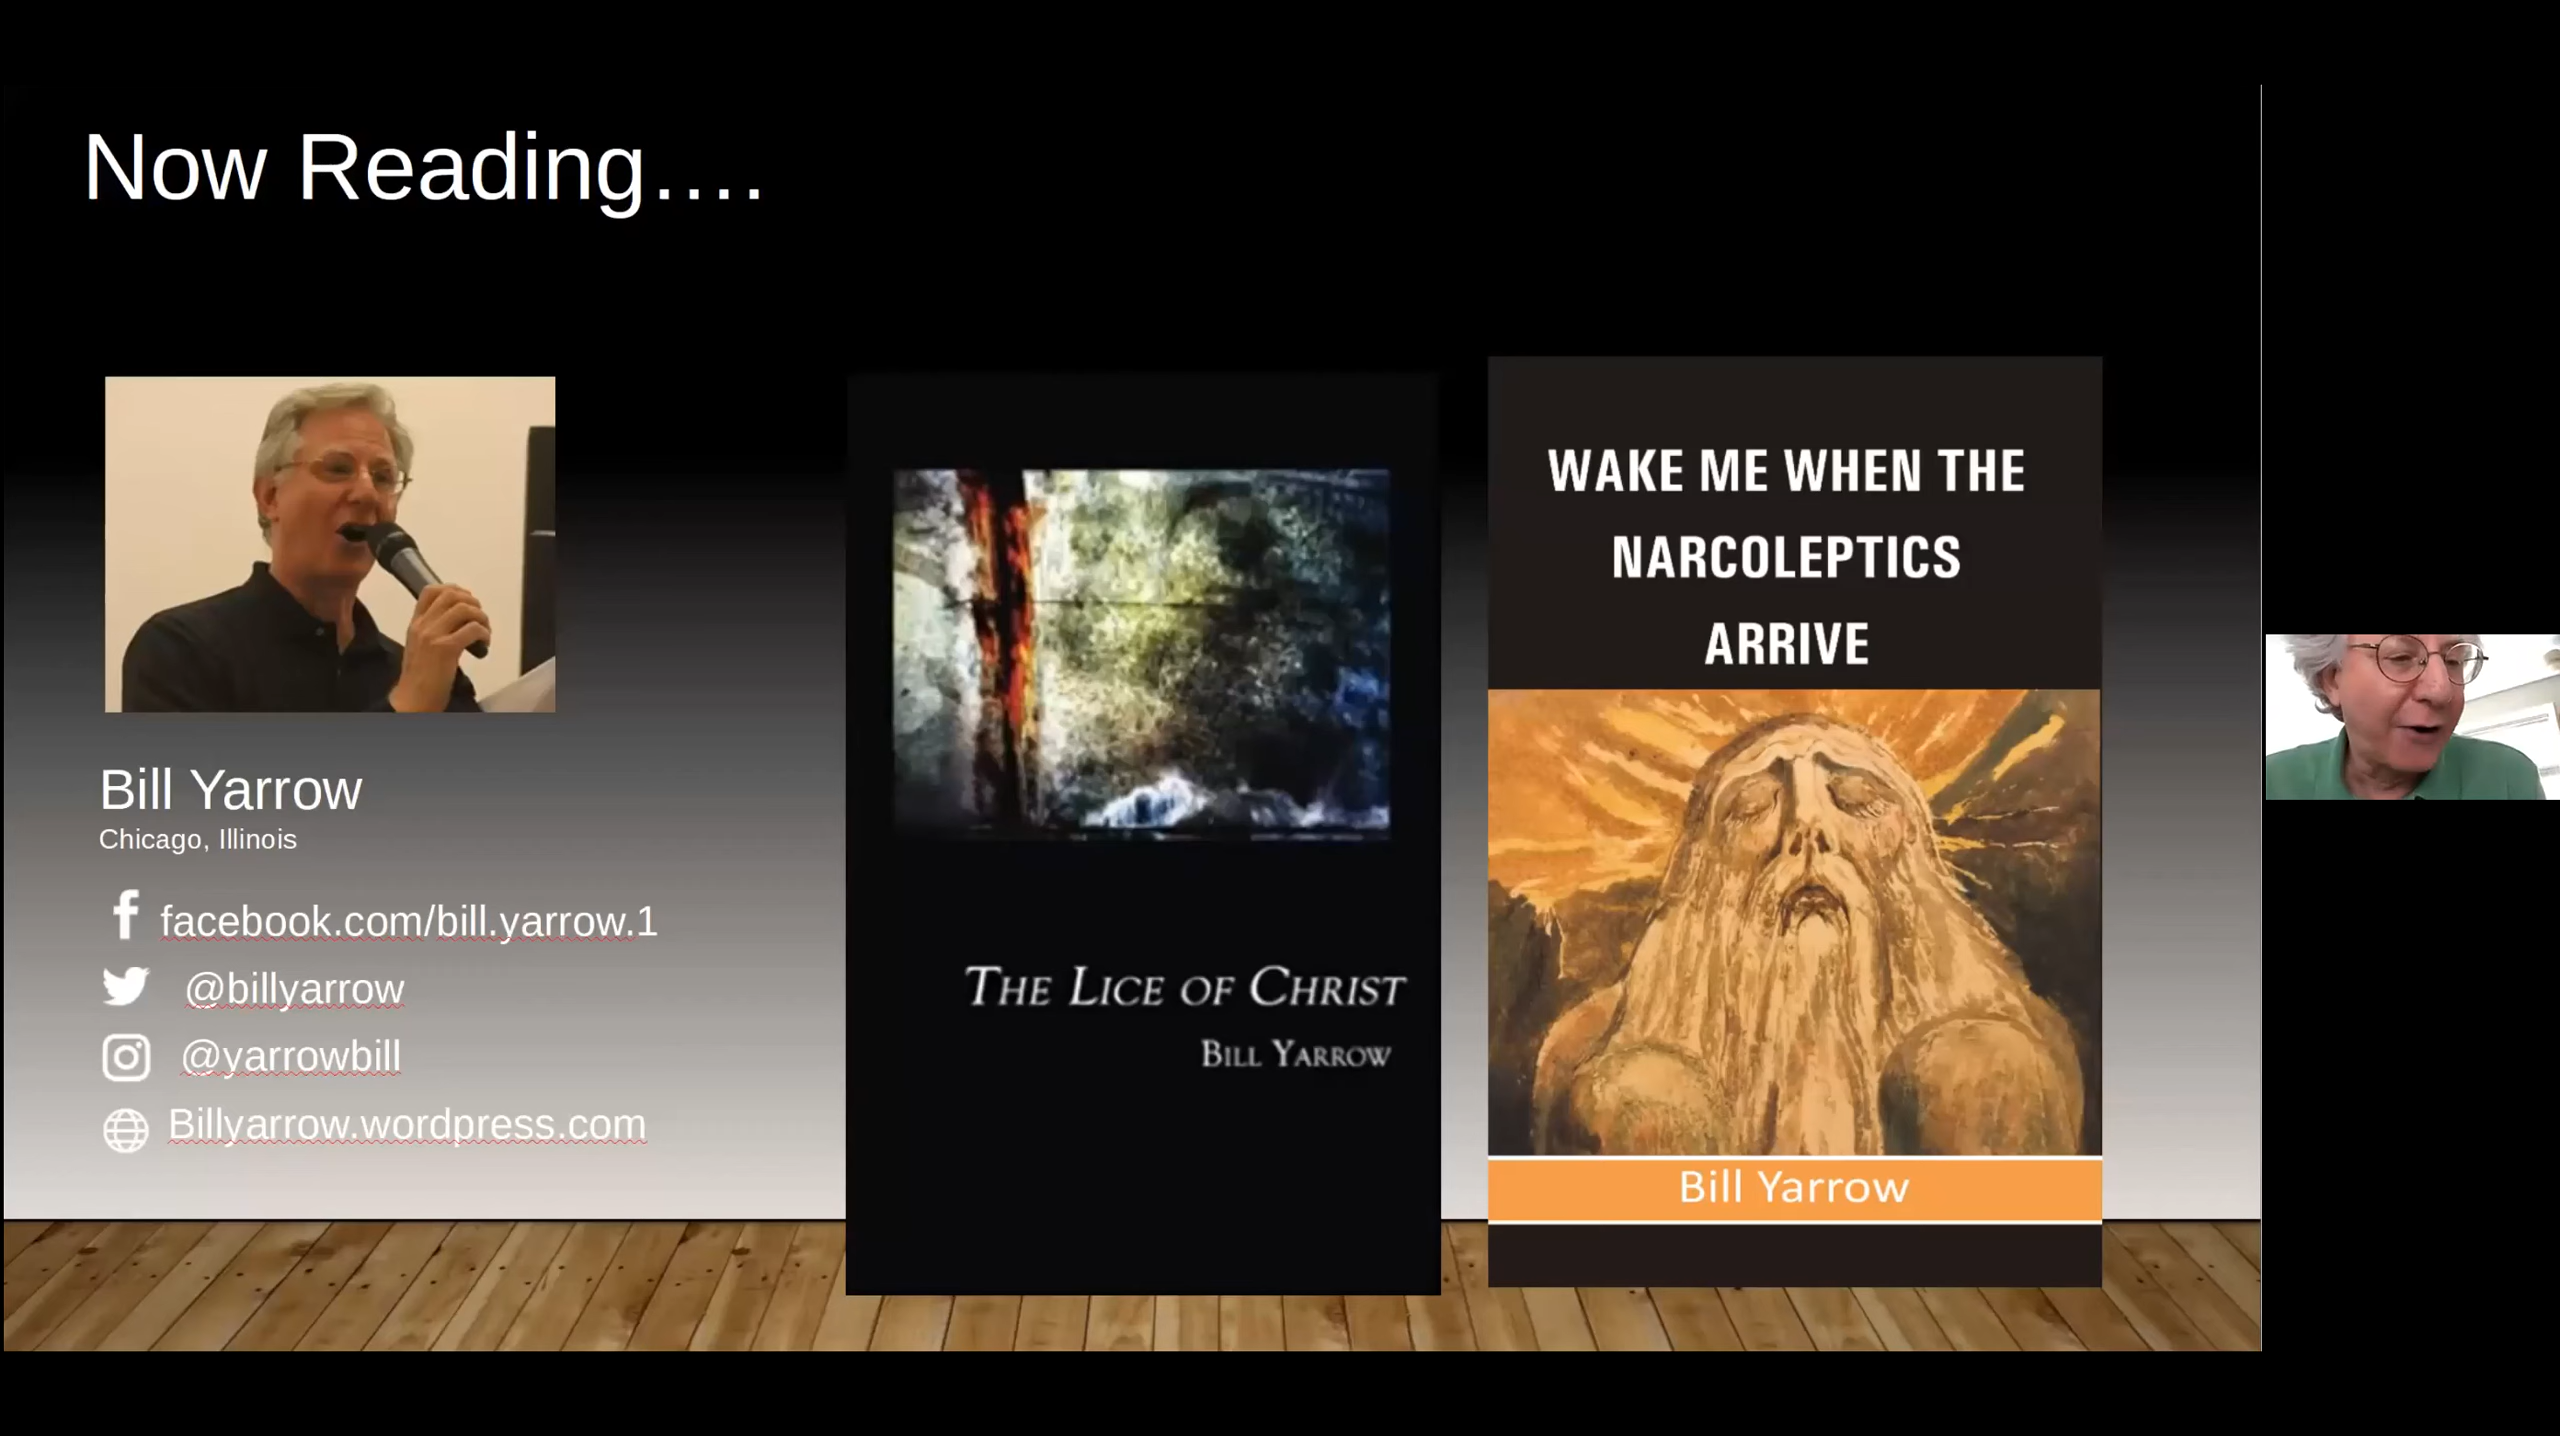 Now Reading....
Bill Yarrow
Chicago, Illinois
facebook.com/bill.yarrow.1
@billyarrow
@yarrowbill
Billyarrow.wordpress.com
THE LICE OF CHRIST
BILL YARROW
WAKE ME WHEN THE
NARCOLEPTICS
ARRIVE
Bill Yarrow